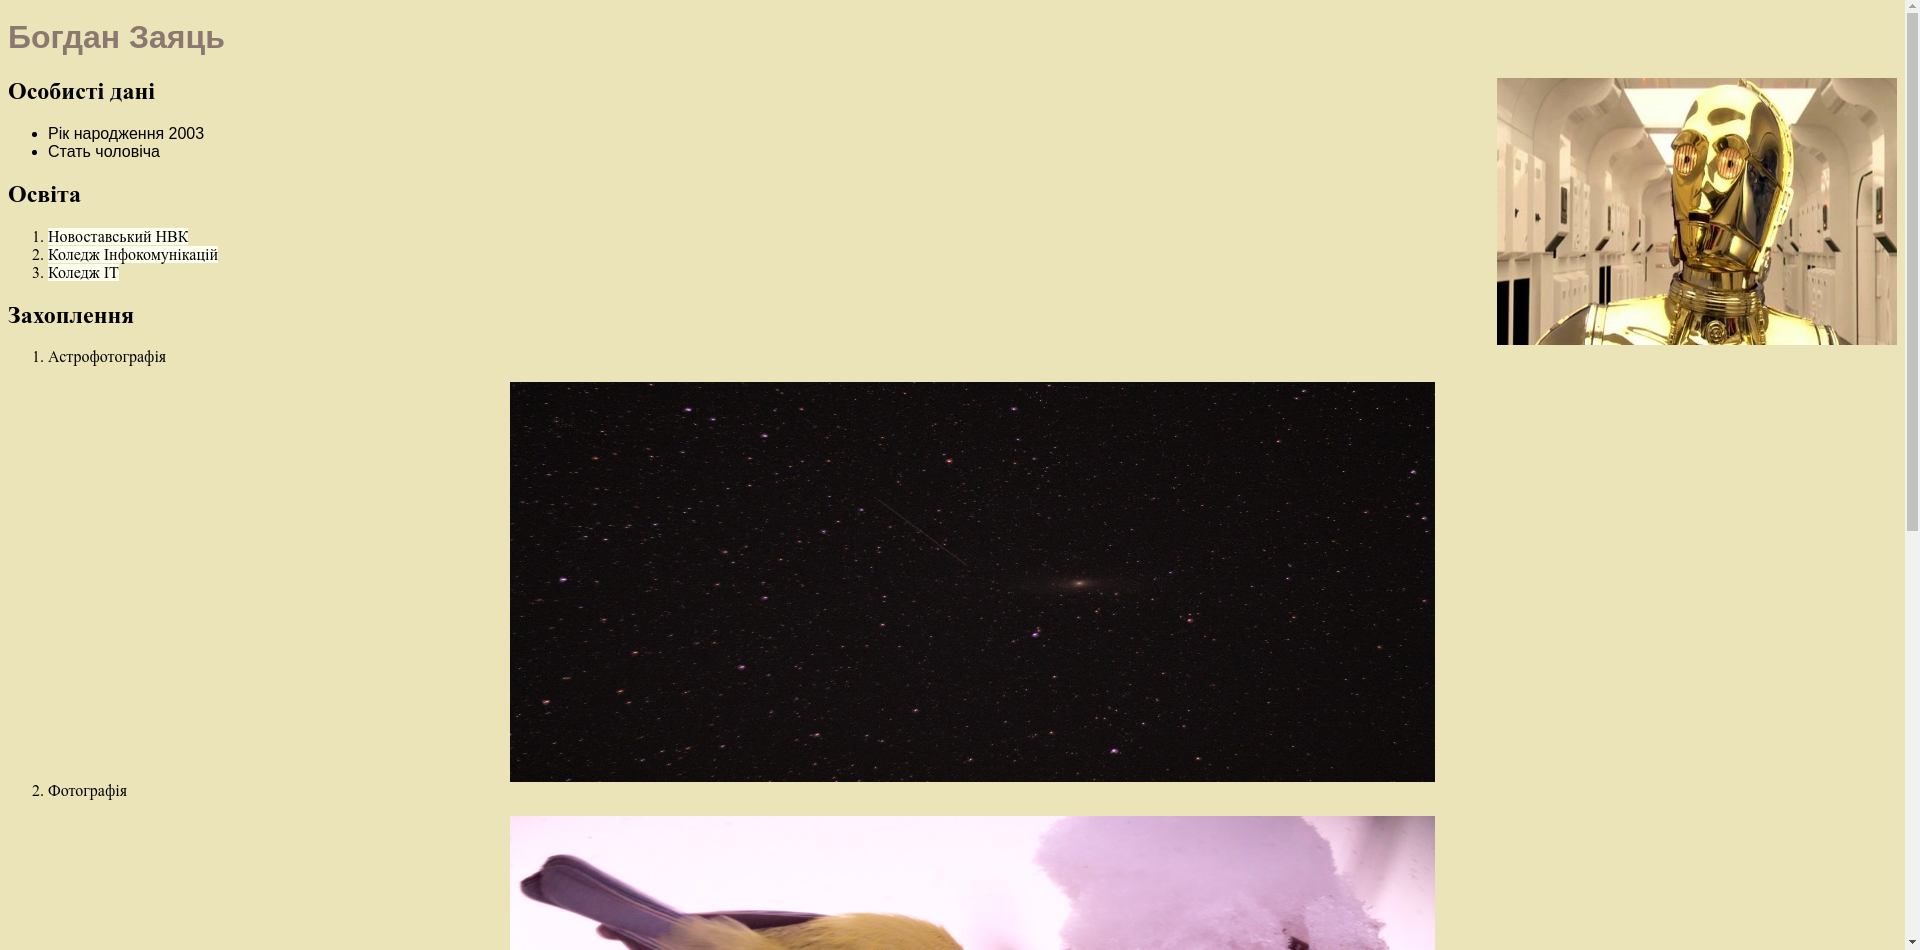 Богдан Заяць
Особисті дані
• Рік народження 2003
• Стать чоловіча
Освіта
1. Новоставський НВК
2. Коледж Інфокомунікацій
3. Коледж ІТ
Захоплення
1. Астрофотографія
2. Фотографія